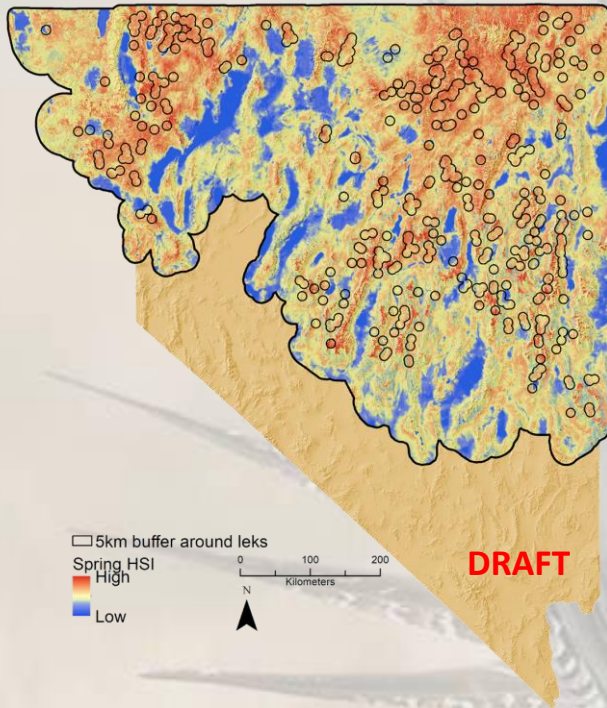 5km buffer around leks
Spring HSI
High
Low
0 100 200
Kilometers
N
DRAFT